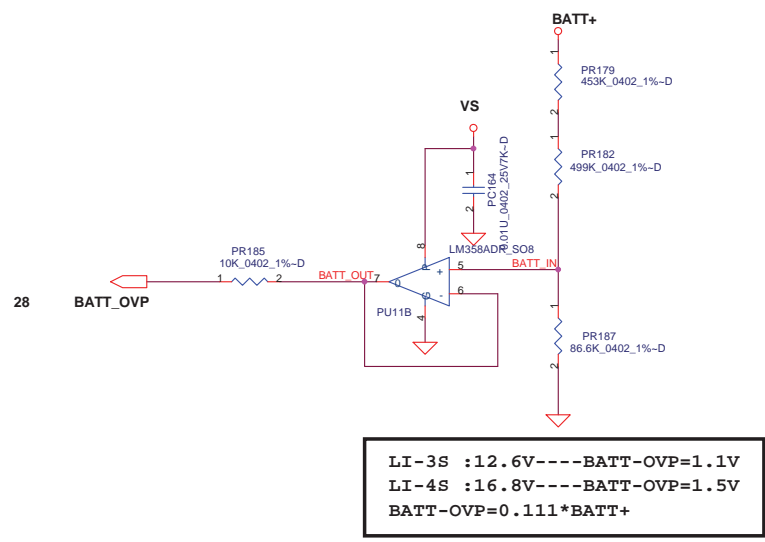 BATT+
1
PR179
453K_0402_1%~D
2
VS
1
PR182
499K_0402_1%~D
2
1
PC164
0.01U_0402_25V7K~D
2
8
LM358ADR_SO8
PR185
10K_0402_1%~D
1 2
BATT_OUT
7
O
P
+
5
BATT_IN
-
6
G
4
PU11B
28 BATT_OVP
1
PR187
86.6K_0402_1%~D
2
LI-3S :12.6V----BATT-OVP=1.1V
LI-4S :16.8V----BATT-OVP=1.5V
BATT-OVP=0.111*BATT+